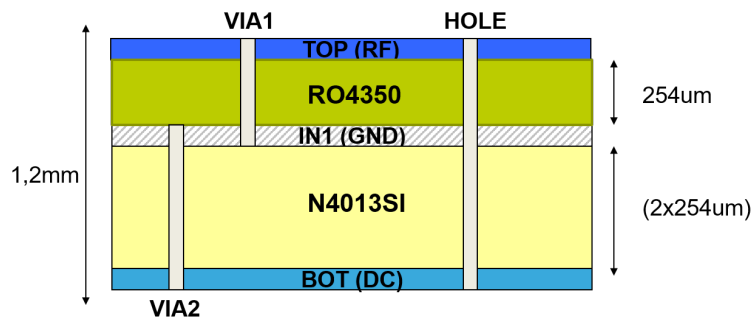 VIA1
HOLE
TOP (RF)
RO4350
254um
IN1 (GND)
1,2mm
N4013SI
(2x254um)
BOT (DC)
VIA2